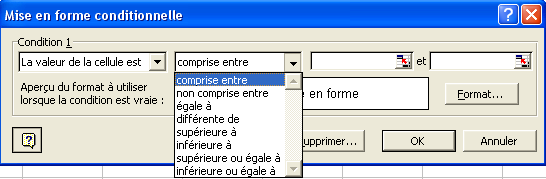 Mise en forme conditionnelle
Condition 1
La valeur de la cellule est comprise entre et
comprise entre
non comprise entre
égale à
différente de
supérieure à
inférieure à
supérieure ou égale à
inférieure ou égale à
Aperçu du format à utiliser
lorsque la condition est vraie :
e en forme
Format...
upprimer...
OK
Annuler